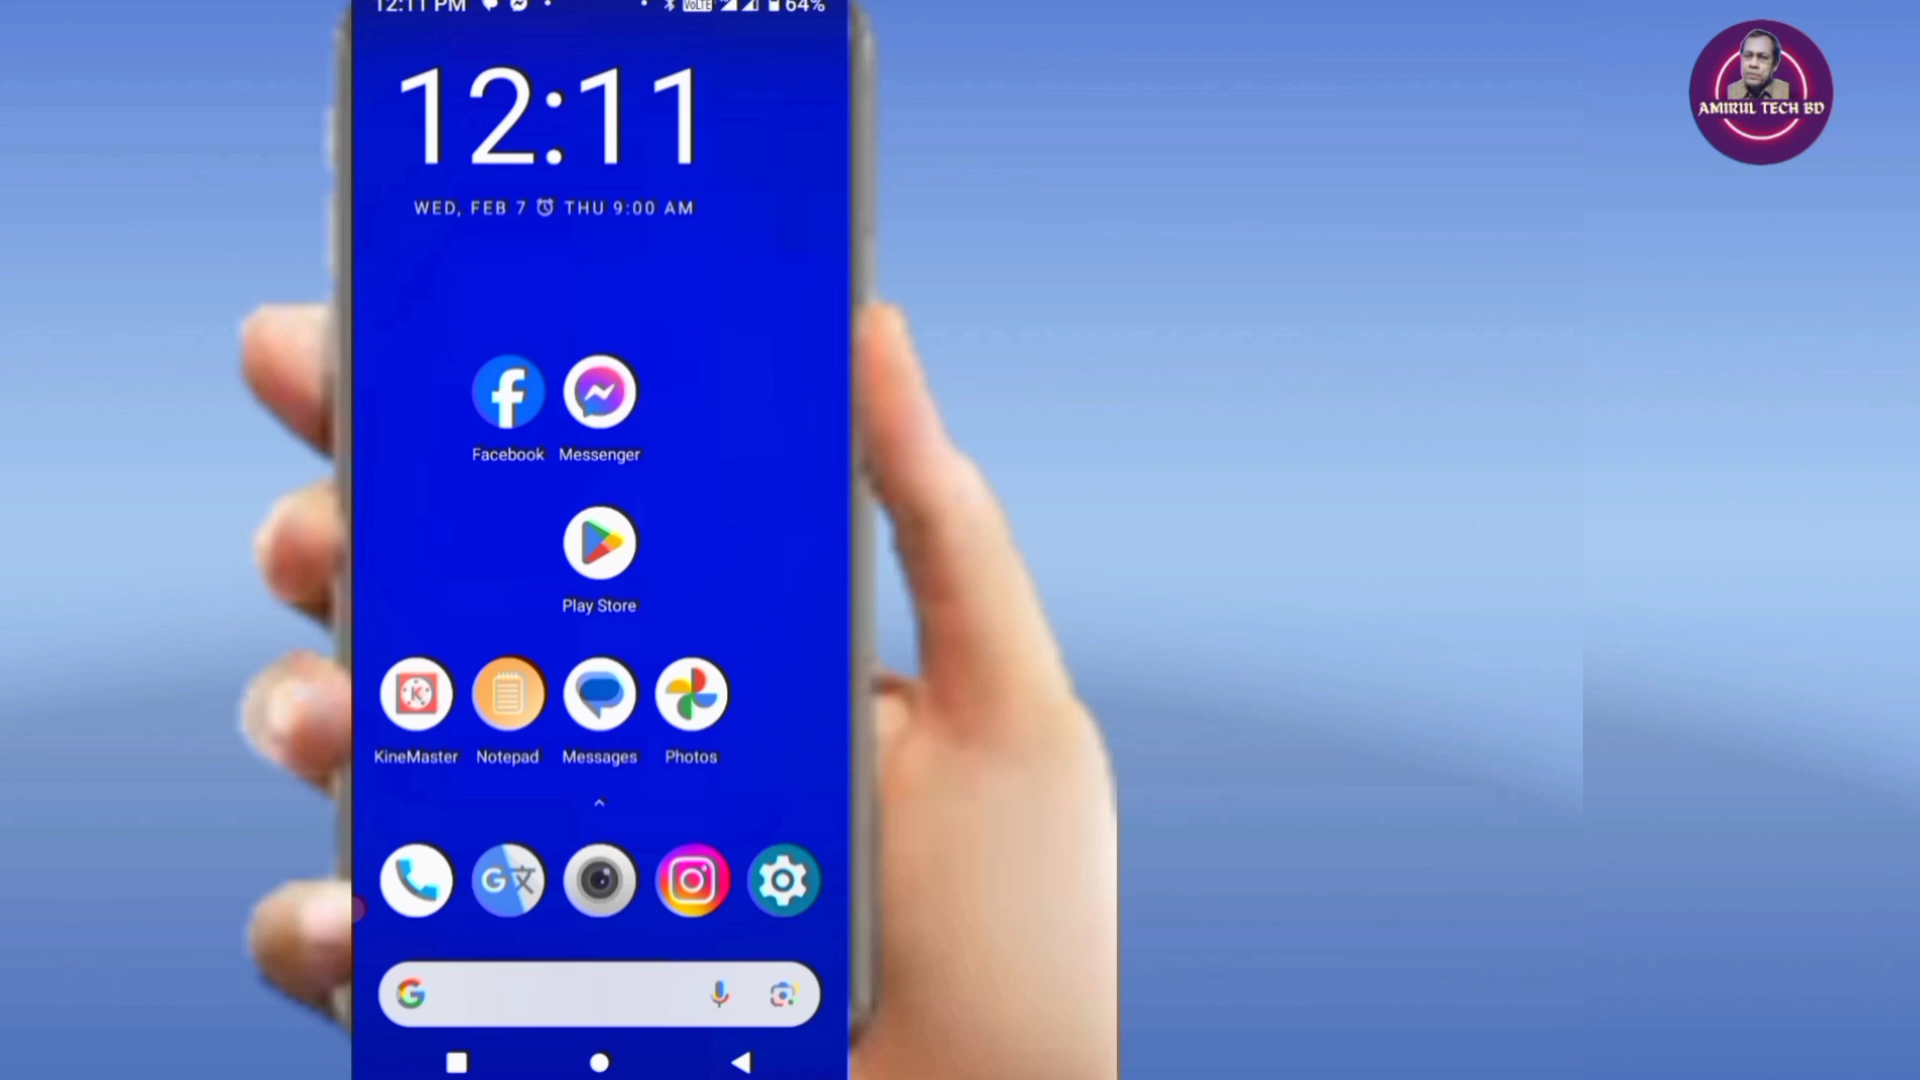 12:11 PM VoLTE 64%
12:11
WED, FEB 7 THU 9:00 AM
AMIRUL TECH BD
Facebook Messenger
Play Store
KineMaster Notepad Messages Photos